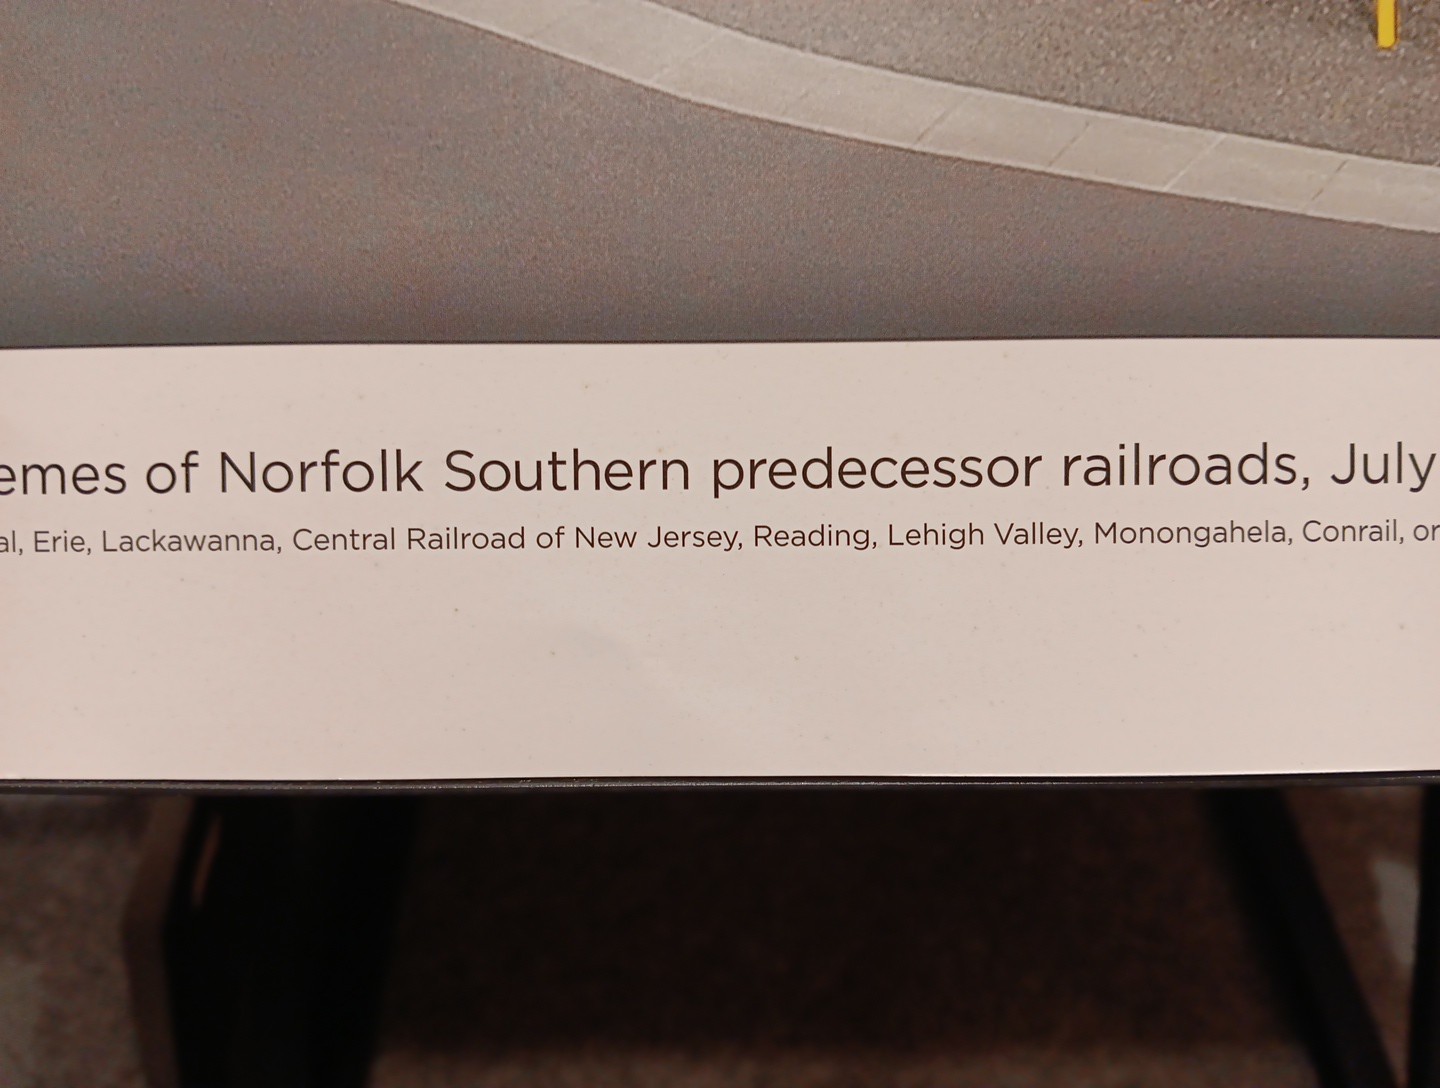 emes of Norfolk Southern predecessor railroads, July
al, Erie, Lackawanna, Central Railroad of New Jersey, Reading, Lehigh Valley, Monongahela, Conrail, or